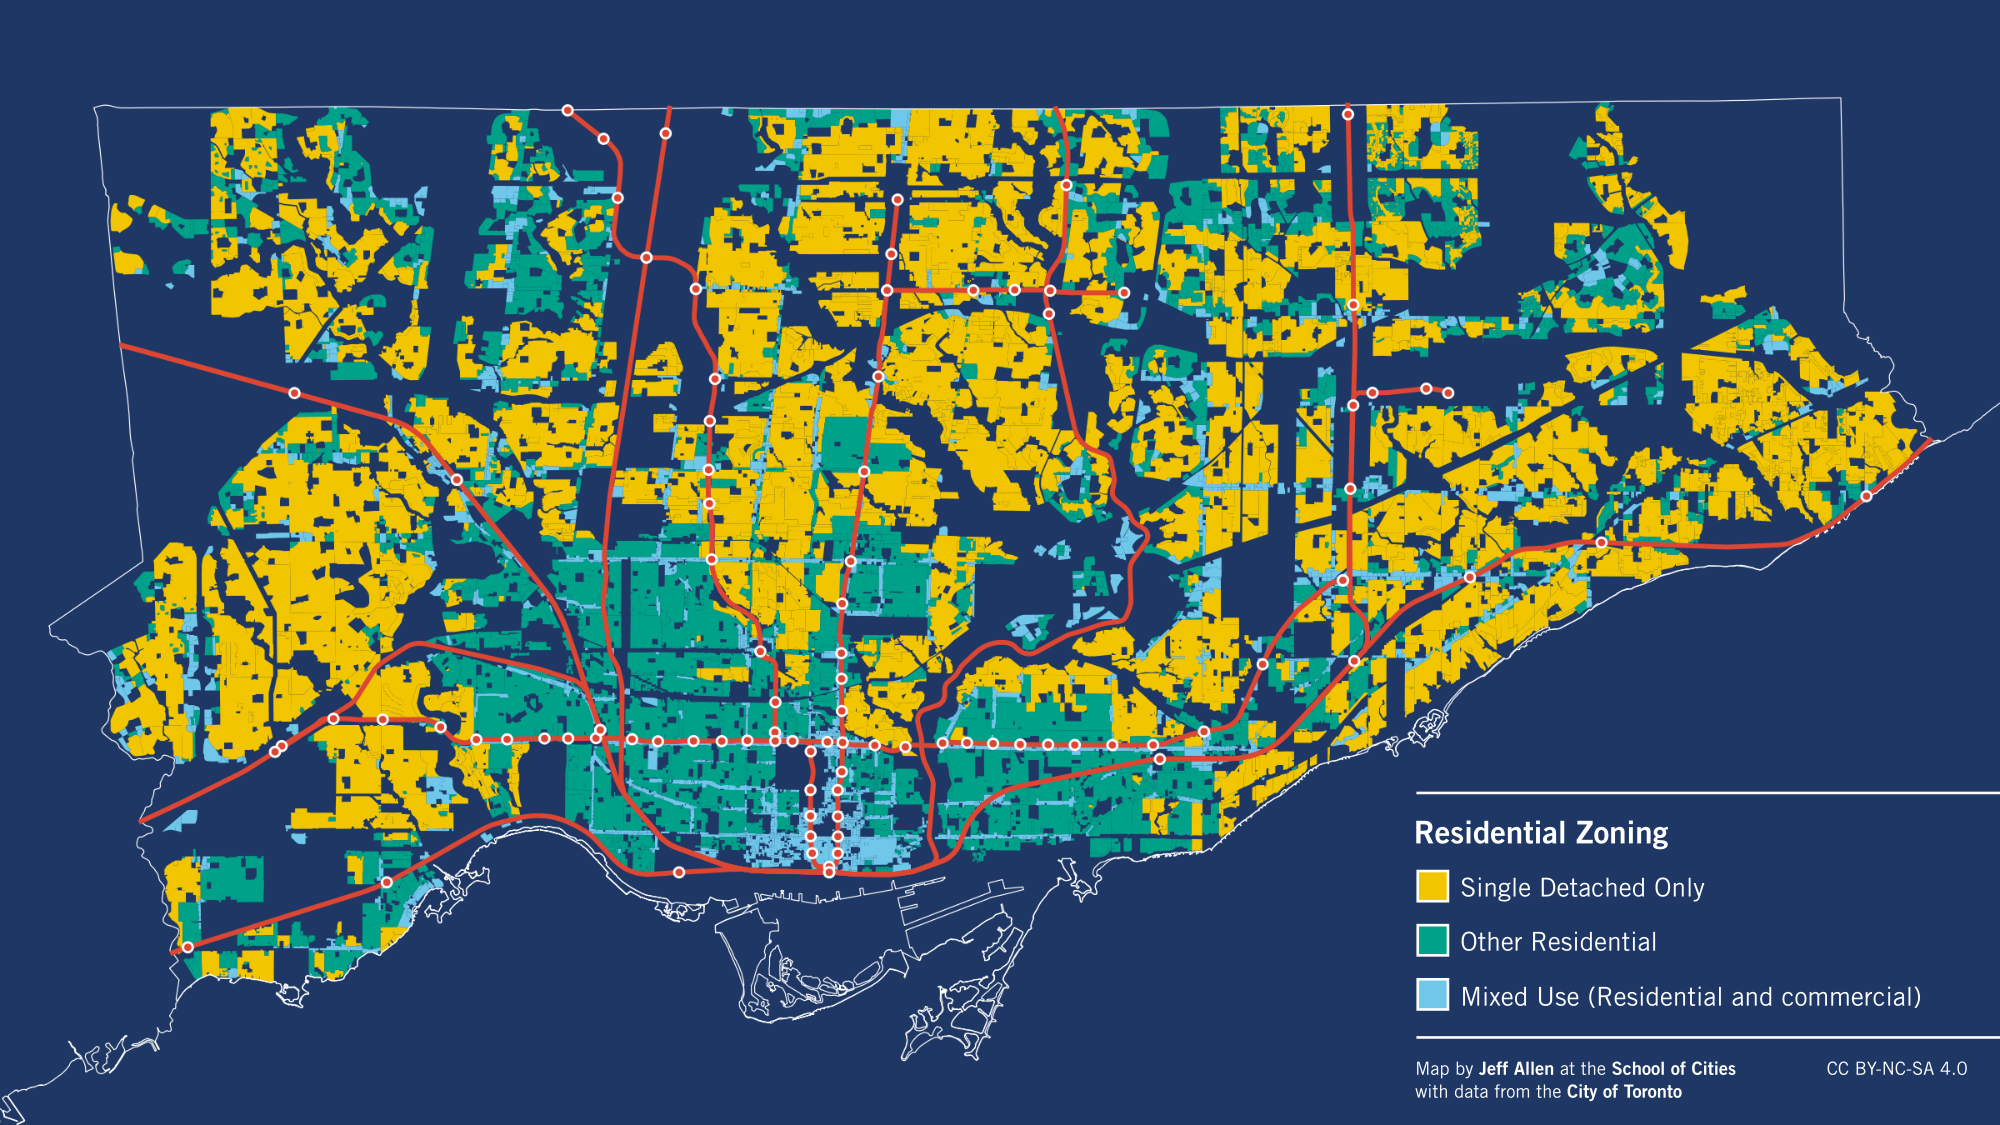 Residential Zoning
Single Detached Only
Other Residential
Mixed Use (Residential and commercial)
Map by Jeff Allen at the School of Cities CC BY-NC-SA 4.0
with data from the City of Toronto